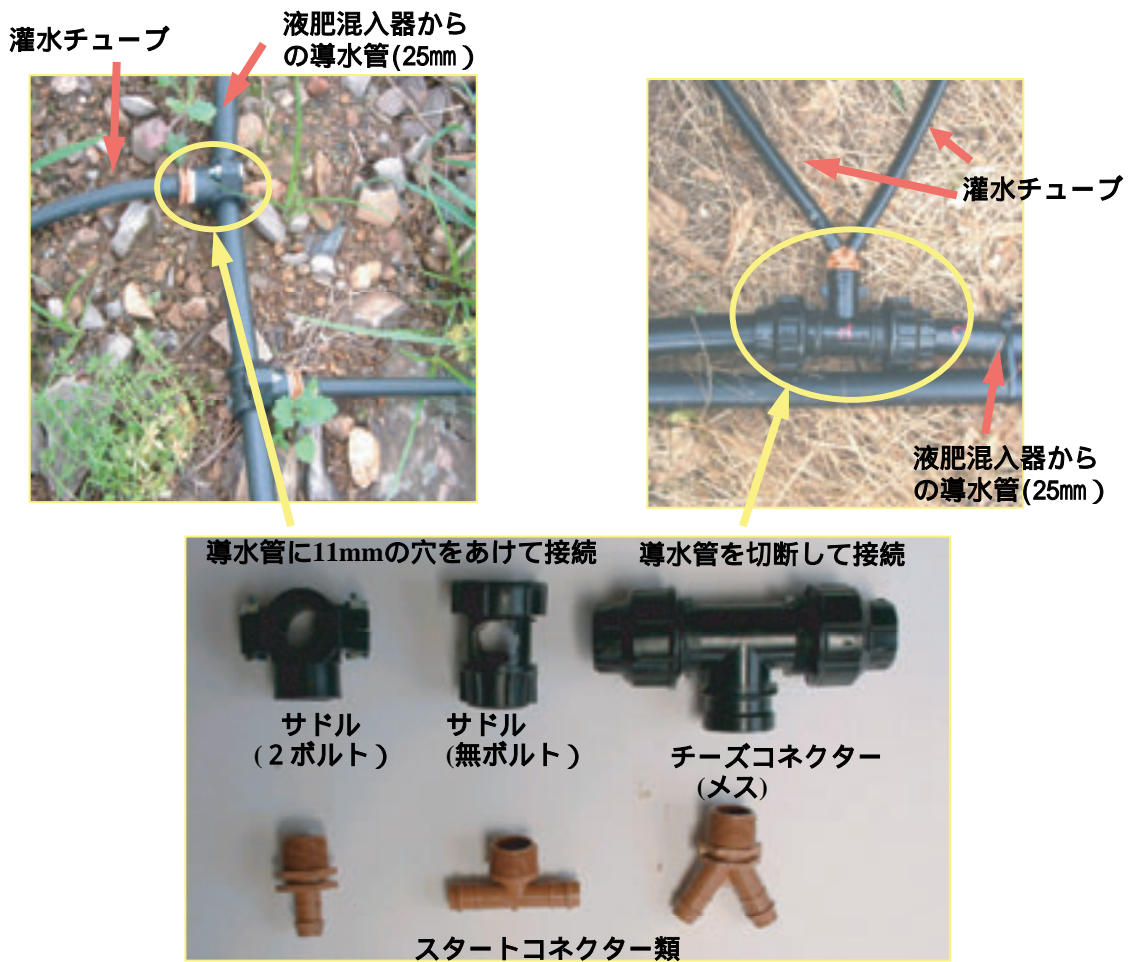 灌水チューブ
液肥混入器から
の導水管(25㎜)
灌水チューブ
液肥混入器から
の導水管(25㎜)
導水管に11mmの穴をあけて接続
導水管を切断して接続
サドル
(2ボルト)
サドル
(無ボルト)
チーズコネクター
(メス)
スタートコネクター類